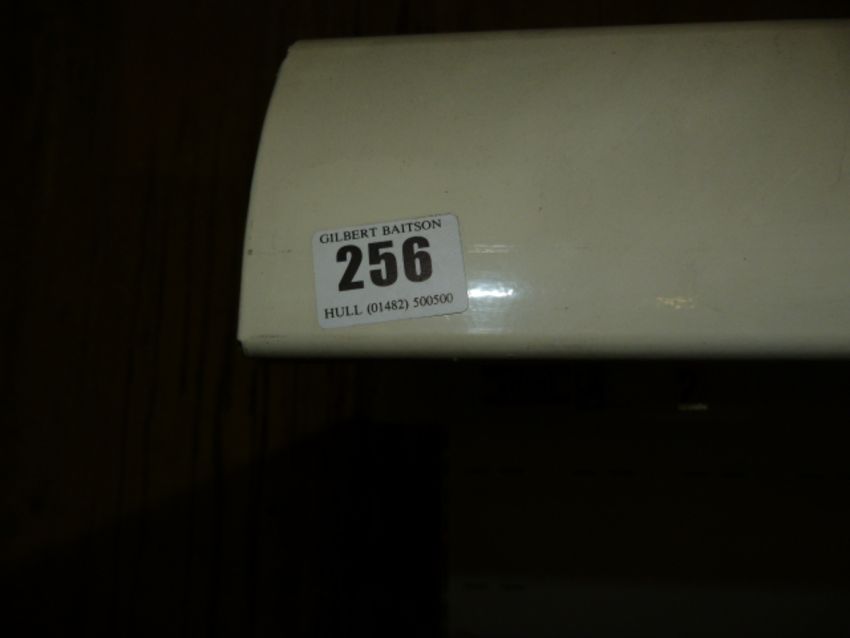 GILBERT BAITSON
256
HULL (01482) 500500